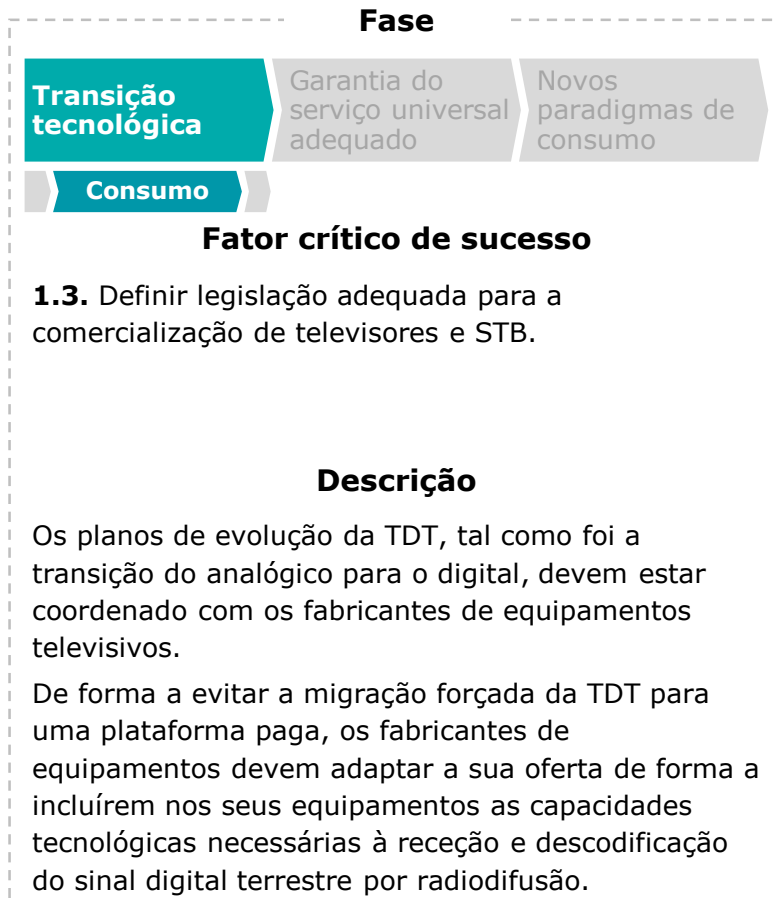 Fase
Transição
tecnológica
Garantia do
serviço universal
adequado
Novos
paradigmas de
consumo
Consumo
Fator crítico de sucesso
1.3. Definir legislação adequada para a
comercialização de televisores e STB.
Descrição
Os planos de evolução da TDT, tal como foi a
transição do analógico para o digital, devem estar
coordenado com os fabricantes de equipamentos
televisivos.
De forma a evitar a migração forçada da TDT para
uma plataforma paga, os fabricantes de
equipamentos devem adaptar a sua oferta de forma a
incluírem nos seus equipamentos as capacidades
tecnológicas necessárias à receção e descodificação
do sinal digital terrestre por radiodifusão.